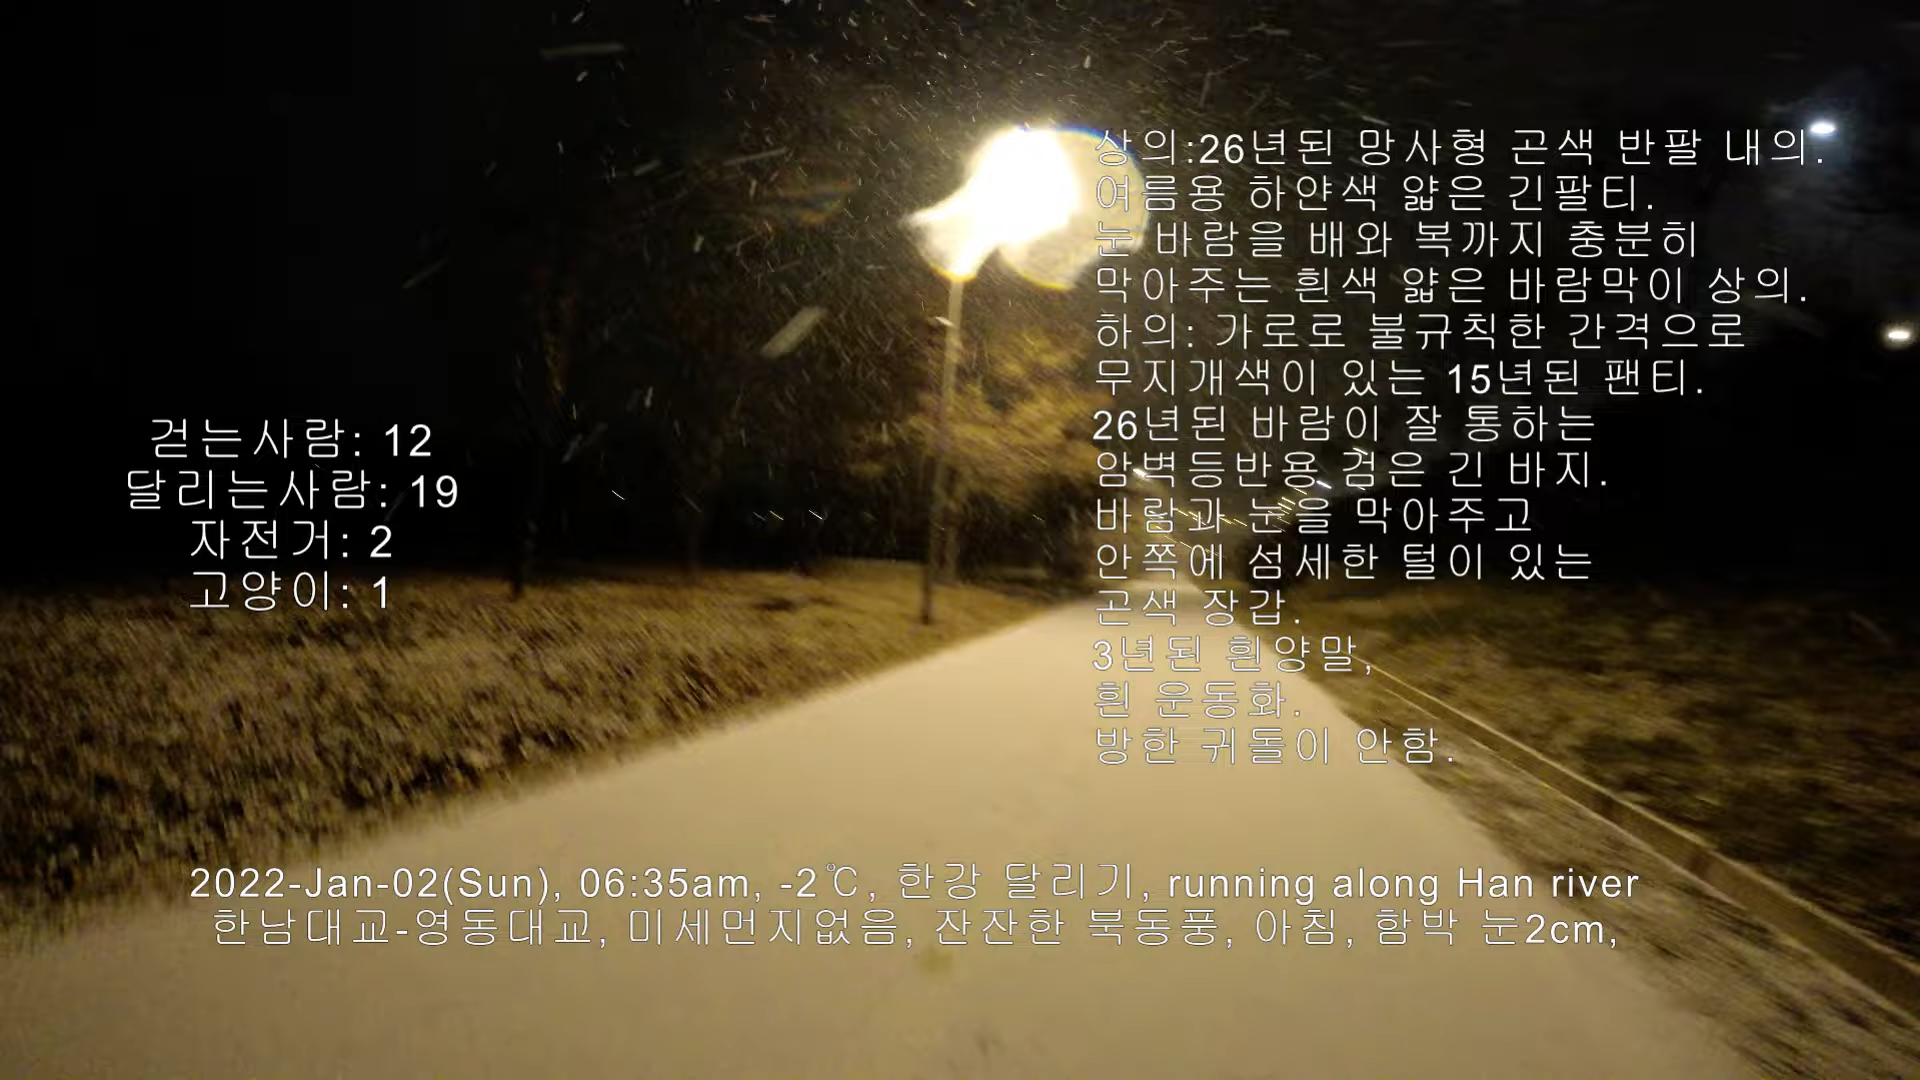 상의:26년된 망사형 곤색 반팔 내의.
여름용 하얀색 얇은 긴팔티.
눈 바람을 배와 복까지 충분히
막아주는 흰색 얇은 바람막이 상의.
하의: 가로로 불규칙한 간격으로
무지개색이 있는 15년된 팬티.
26년된 바람이 잘 통하는
암벽등반용 검은 긴 바지.
바람과 눈을 막아주고
안쪽에 섬세한 털이 있는
곤색 장갑.
3년된 흰양말,
흰 운동화.
방한 귀돌이 안함.
걷는사람: 12
달리는사람: 19
자전거: 2
고양이: 1
2022-Jan-02(Sun), 06:35am, -2℃, 한강 달리기, running along Han river
한남대교-영동대교, 미세먼지없음, 잔잔한 북동풍, 아침, 함박 눈2cm,